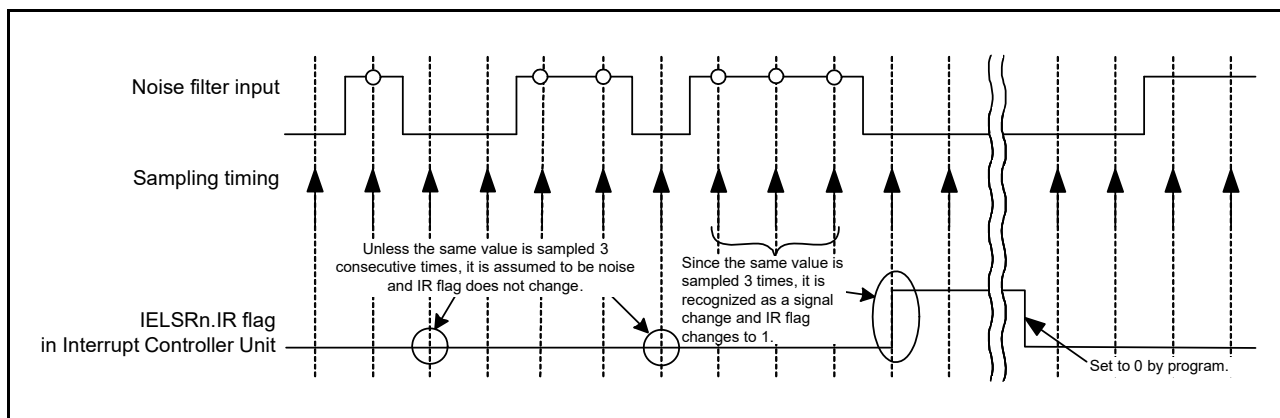 Noise filter input
Sampling timing
Unless the same value is sampled 3
consecutive times, it is assumed to be noise
and IR flag does not change.
Since the same value is
sampled 3 times, it is
recognized as a signal
change and IR flag
changes to 1.
IELSRn.IR flag
in Interrupt Controller Unit
Set to 0 by program.